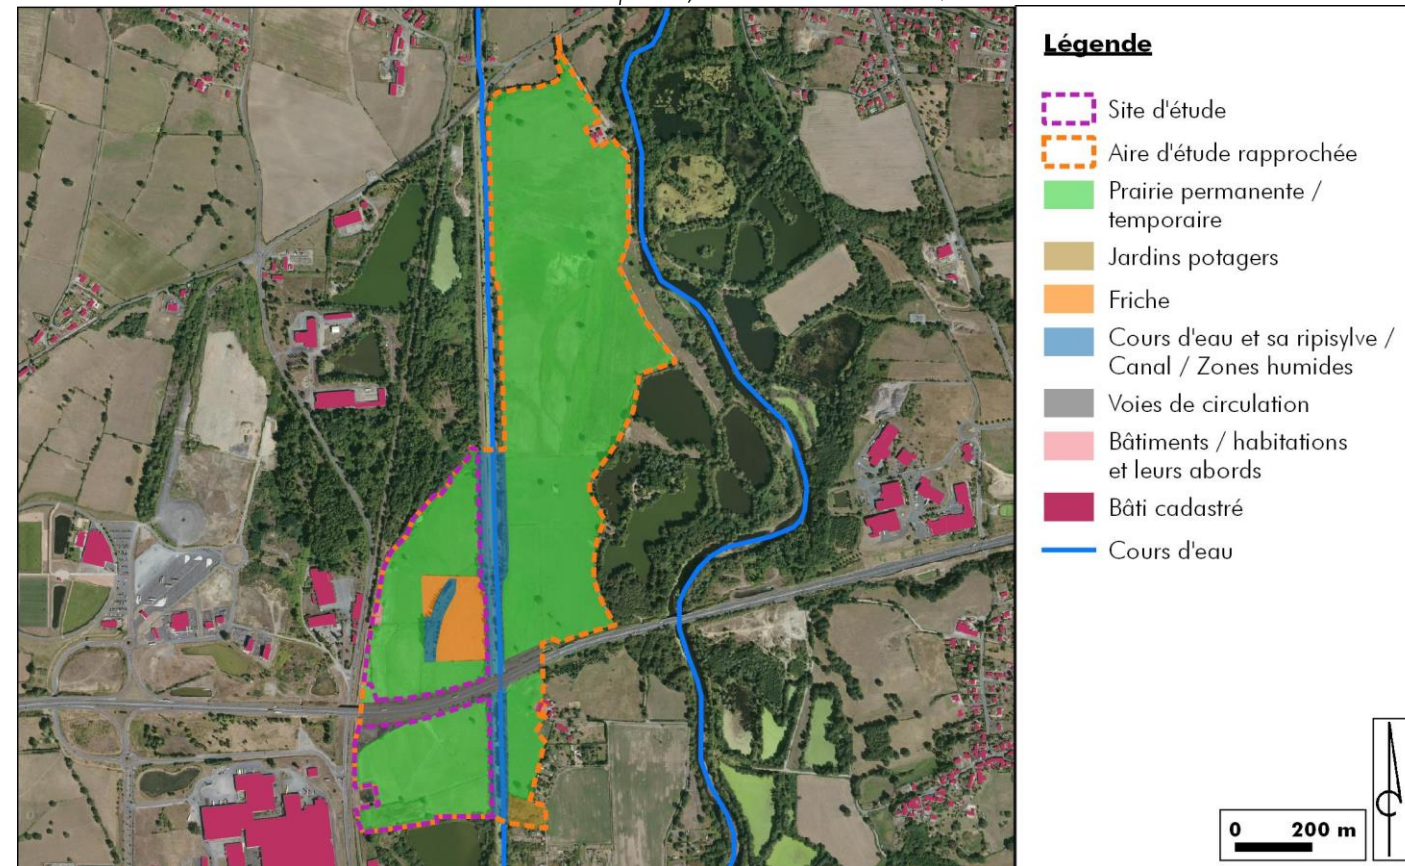 Légende
Site d'étude
Aire d'étude rapprochée
Prairie permanente /
temporaire
Jardins potagers
Friche
Cours d'eau et sa ripisylve /
Canal / Zones humides
Voies de circulation
Bâtiments / habitations
et leurs abords
Bâti cadastré
Cours d'eau
0 200 m